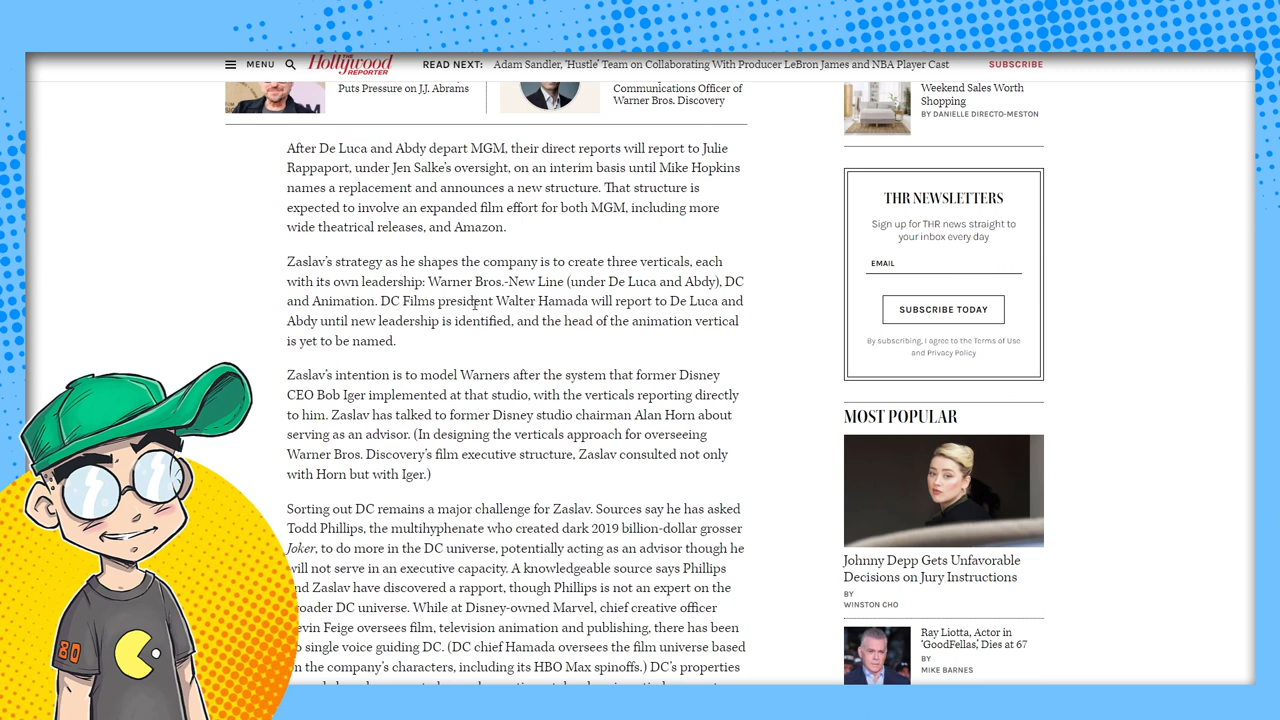 MENU
The Hollywood REPORTER
READ NEXT: Adam Sandler, 'Hustle' Team on Collaborating With Producer LeBron James and NBA Player Cast
SUBSCRIBE
Puts Pressure on J.J. Abrams
Communications Officer of
Warner Bros. Discovery
After De Luca and Abdy depart MGM, their direct reports will report to Julie
Rappaport, under Jen Salke's oversight, on an interim basis until Mike Hopkins
names a replacement and announces a new structure. That structure is
expected to involve an expanded film effort for both MGM, including more
wide theatrical releases, and Amazon.
Zaslav's strategy as he shapes the company is to create three verticals, each
with its own leadership: Warner Bros.-New Line (under De Luca and Abdy), DC
and Animation. DC Films president Walter Hamada will report to De Luca and
Abdy until new leadership is identified, and the head of the animation vertical
is yet to be named.
Zaslav's intention is to model Warners after the system that former Disney
CEO Bob Iger implemented at that studio, with the verticals reporting directly
to him. Zaslav has talked to former Disney studio chairman Alan Horn about
serving as an advisor. (In designing the verticals approach for overseeing
Warner Bros. Discovery's film executive structure, Zaslav consulted not only
with Horn but with Iger.)
Sorting out DC remains a major challenge for Zaslav. Sources say he has asked
Todd Phillips, the multihyphenate who created dark 2019 billion-dollar grosser
Joker, to do more in the DC universe, potentially acting as an advisor though he
will not serve in an executive capacity. A knowledgeable source says Phillips
and Zaslav have discovered a rapport, though Phillips is not an expert on the
broader DC universe. While at Disney-owned Marvel, chief creative officer
Kevin Feige oversees film, television animation and publishing, there has been
no single voice guiding DC. (DC chief Hamada oversees the film universe based
on the company's characters, including its HBO Max spinoffs.) DC's properties
Weekend Sales Worth
Shopping
BY DANIELLE DIRECTO-MESTON
THR NEWSLETTERS
Sign up for THR news straight to
your inbox every day
EMAIL
SUBSCRIBE TODAY
By subscribing, I agree to the Terms of Use
and Privacy Policy
MOST POPULAR
Johnny Depp Gets Unfavorable
Decisions on Jury Instructions
BY
WINSTON CHO
Ray Liotta, Actor in
'GoodFellas,' Dies at 67
BY
MIKE BARNES
80